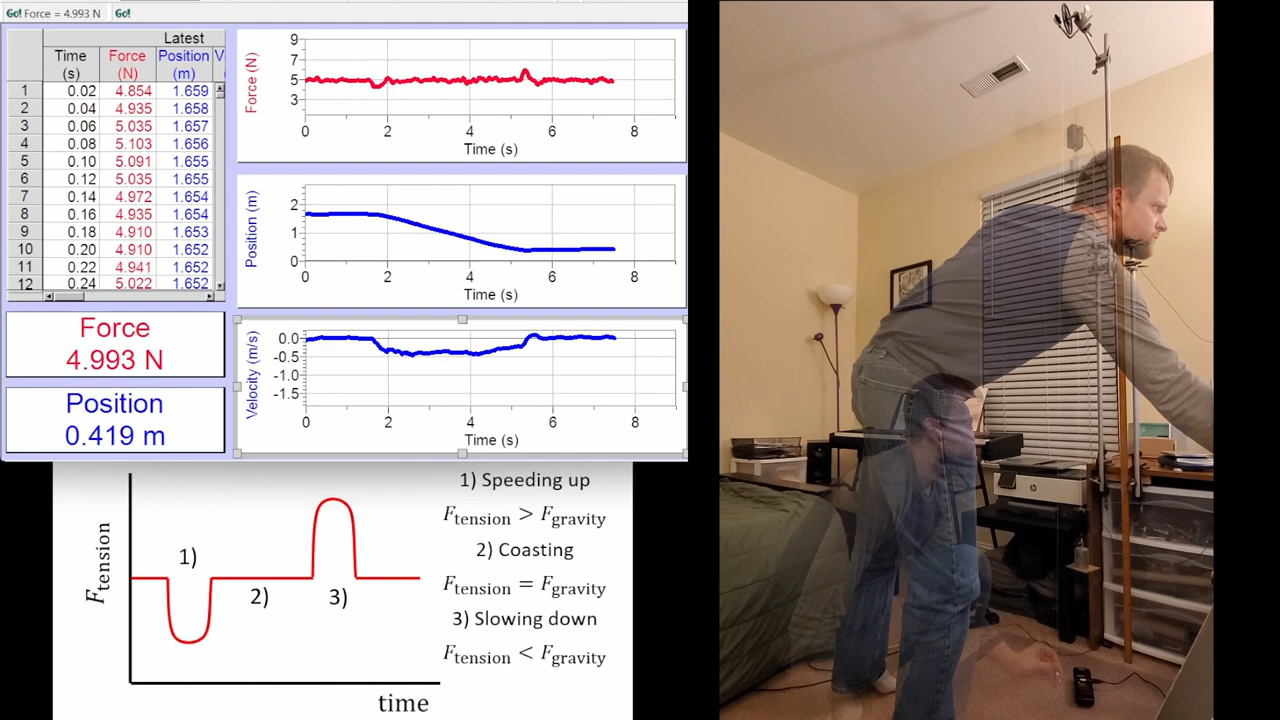 Go! Force = 4.993 N Go!
Latest
Time Force Position V
(s) (N) (m)
1 0.02 4.854 1.659
2 0.04 4.935 1.658
3 0.06 5.035 1.657
4 0.08 5.103 1.656
5 0.10 5.091 1.655
6 0.12 5.035 1.655
7 0.14 4.972 1.654
8 0.16 4.935 1.654
9 0.18 4.910 1.653
10 0.20 4.910 1.652
11 0.22 4.941 1.652
12 0.24 5.022 1.652
Force
4.993 N
Position
0.419 m
Force (N)
9
7
5
3
0 2 4 6 8
Time (s)
Position (m)
2
1
0
0 2 4 6 8
Time (s)
Velocity (m/s)
0.0
-0.5
-1.0
-1.5
0 2 4 6 8
Time (s)
Ftension
1)
2)
3)
time
1) Speeding up
Ftension > Fgravity
2) Coasting
Ftension = Fgravity
3) Slowing down
Ftension < Fgravity